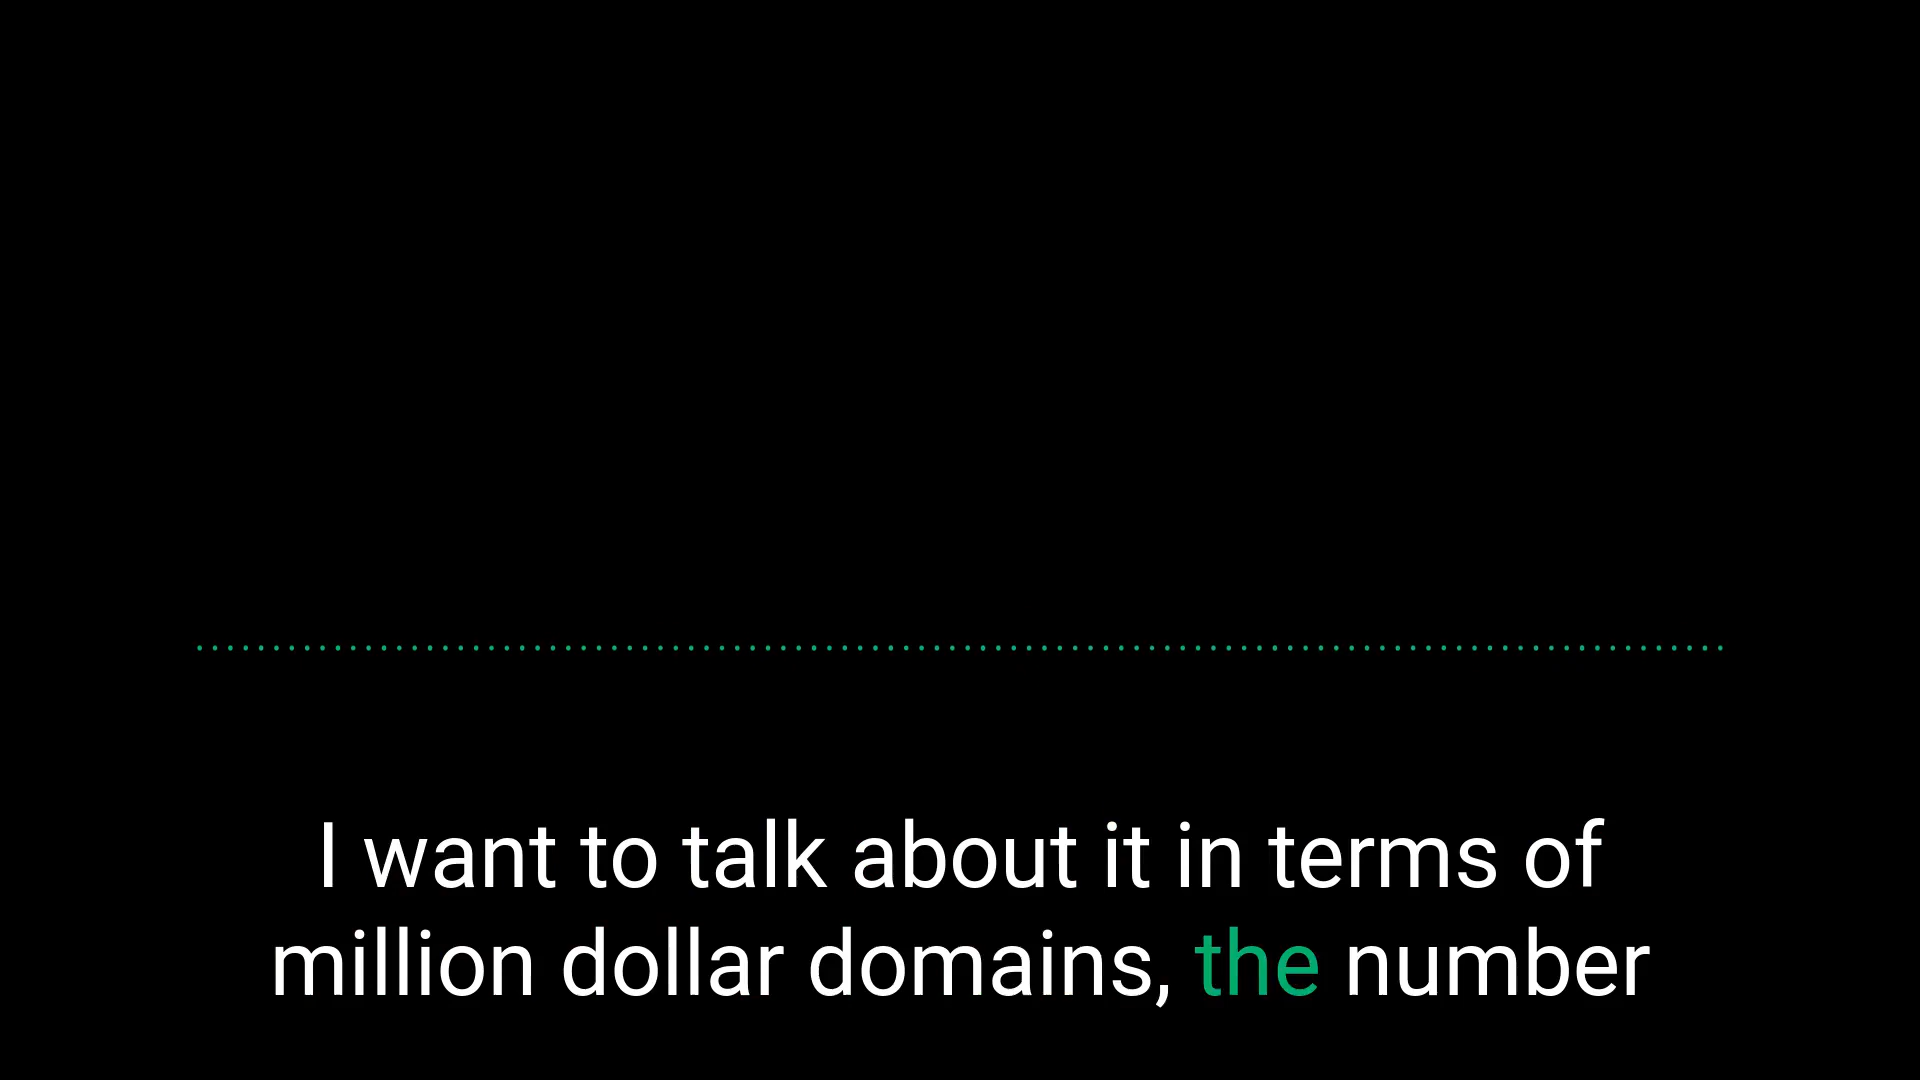 I want to talk about it in terms of
million dollar domains, the number